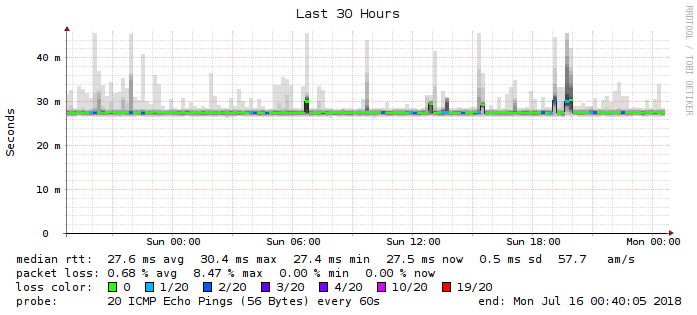 Last 30 Hours
RRDTOOL / TOBI OETIKER
Seconds
40 m
30 m
20 m
10 m
0
Sun 00:00 Sun 06:00 Sun 12:00 Sun 18:00 Mon 00:00
median rtt: 27.6 ms avg 30.4 ms max 27.4 ms min 27.5 ms now 0.5 ms sd 57.7 am/s
packet loss: 0.68 % avg 8.47 % max 0.00 % min 0.00 % now
loss color: 0 1/20 2/20 3/20 4/20 10/20 19/20
probe: 20 ICMP Echo Pings (56 Bytes) every 60s end: Mon Jul 16 00:40:05 2018